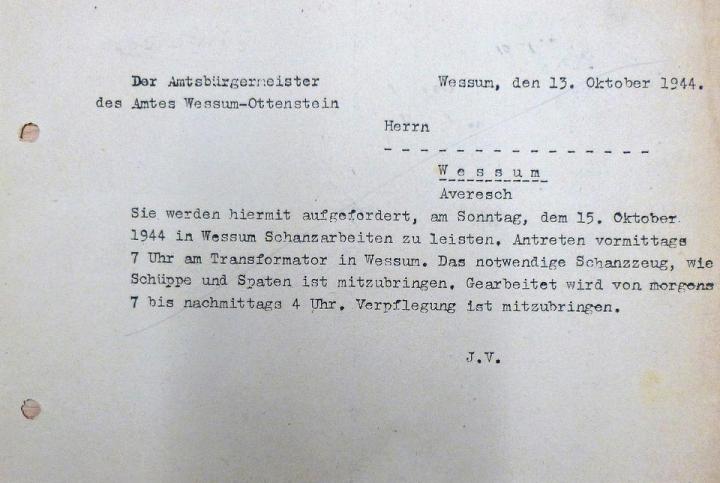 Der Amtsbürgermeister
des Amtes Wessum-Ottenstein
Wessum, den 13. Oktober 1944.
Herrn
- - - - - - - - - - - - - - -
W e s s u m
Averesch
Sie werden hiermit aufgefordert, am Sonntag, dem 15. Oktober
1944 in Wessum Schanzarbeiten zu leisten. Antreten vormittags
7 Uhr am Transformator in Wessum. Das notwendige Schanzzeug, wie
Schüppe und Spaten ist mitzubringen. Gearbeitet wird von morgens
7 bis nachmittags 4 Uhr. Verpflegung ist mitzubringen.
J.V.